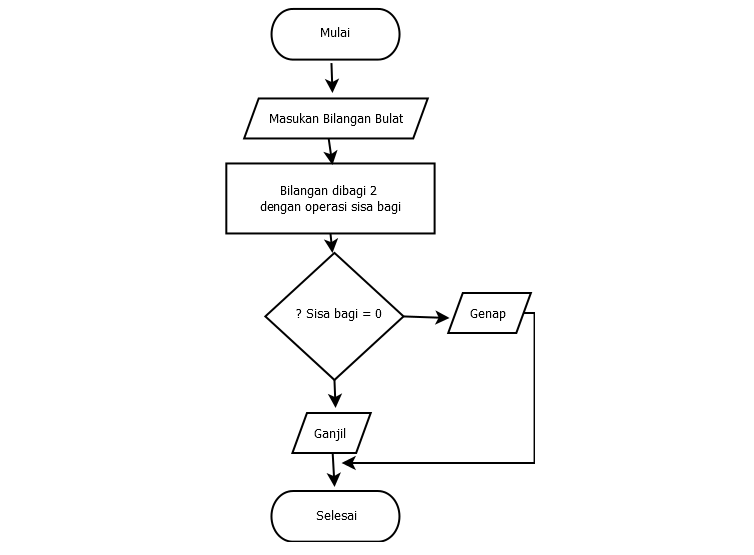 Mulai
Masukan Bilangan Bulat
Bilangan dibagi 2
dengan operasi sisa bagi
? Sisa bagi = 0
Genap
Ganjil
Selesai